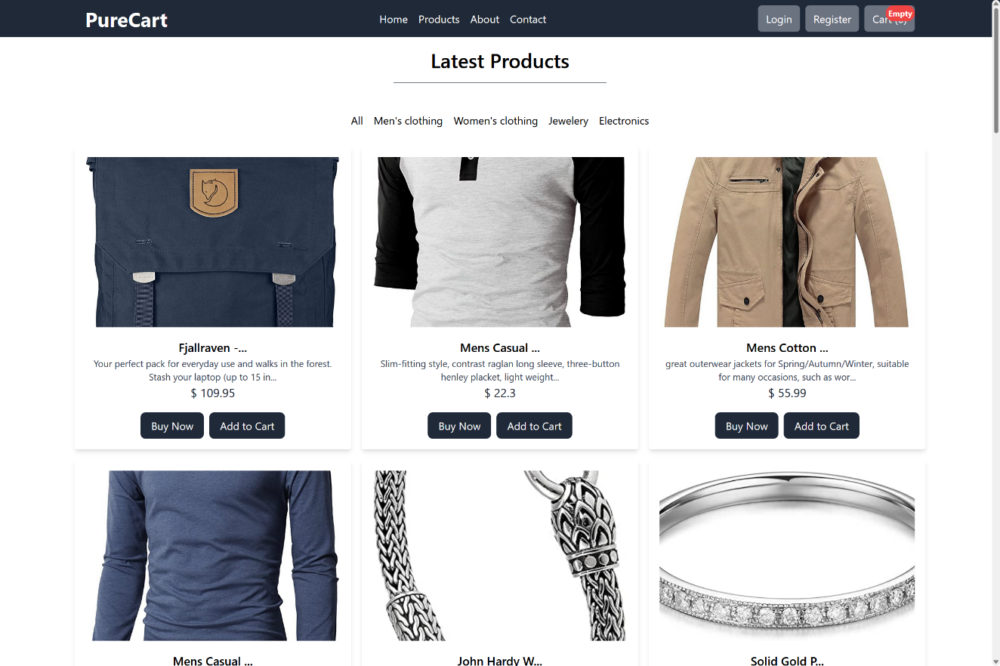 PureCart
Home Products About Contact
Login Register Cart (0)
Empty
Latest Products
All Men's clothing Women's clothing Jewelery Electronics
Fjallraven -...
Your perfect pack for everyday use and walks in the forest.
Stash your laptop (up to 15 in...
$ 109.95
Buy Now Add to Cart
Mens Casual ...
Slim-fitting style, contrast raglan long sleeve, three-button
henley placket, light weight...
$ 22.3
Buy Now Add to Cart
Mens Cotton ...
great outerwear jackets for Spring/Autumn/Winter, suitable
for many occasions, such as wor...
$ 55.99
Buy Now Add to Cart
Mens Casual ...
John Hardy W...
Solid Gold P...